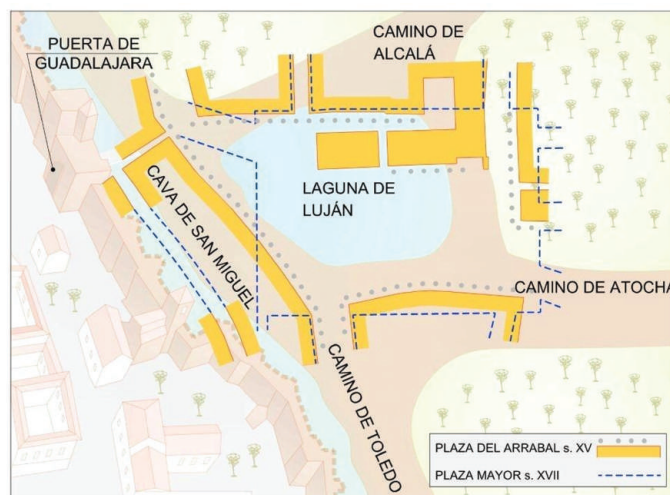 PUERTA DE
GUADALAJARA
CAMINO DE
ALCALÁ
LAGUNA DE
LUJÁN
CAVA DE SAN MIGUEL
CAMINO DE ATOCHA
CAMINO DE TOLEDO
PLAZA DEL ARRABAL s. XV
PLAZA MAYOR s. XVII